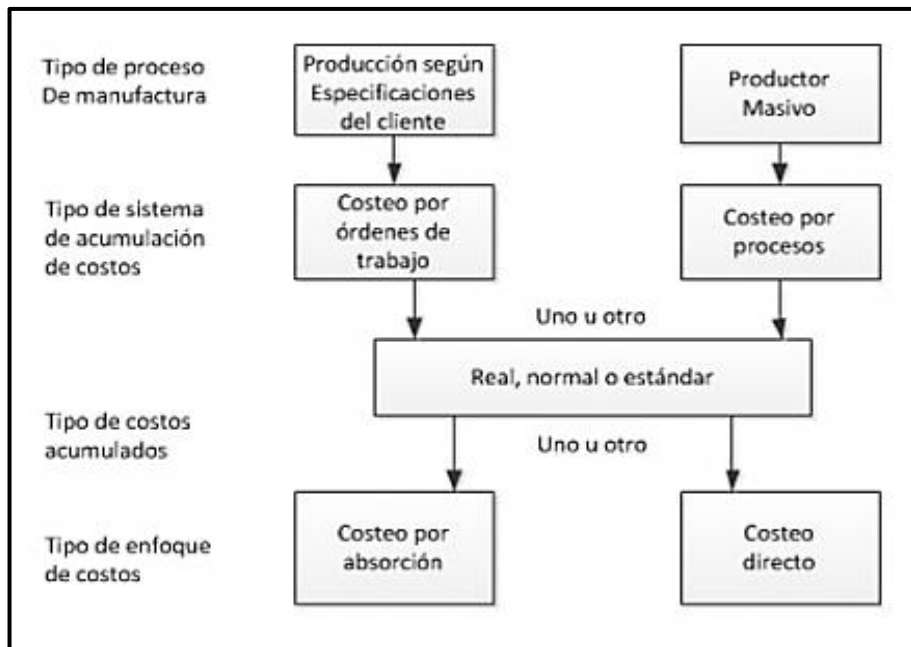 Tipo de proceso
De manufactura
Producción según
Especificaciones
del cliente
Productor
Masivo
Tipo de sistema
de acumulación
de costos
Costeo por
órdenes de
trabajo
Costeo por
procesos
Uno u otro
Real, normal o estándar
Tipo de costos
acumulados
Uno u otro
Tipo de enfoque
de costos
Costeo por
absorción
Costeo
directo